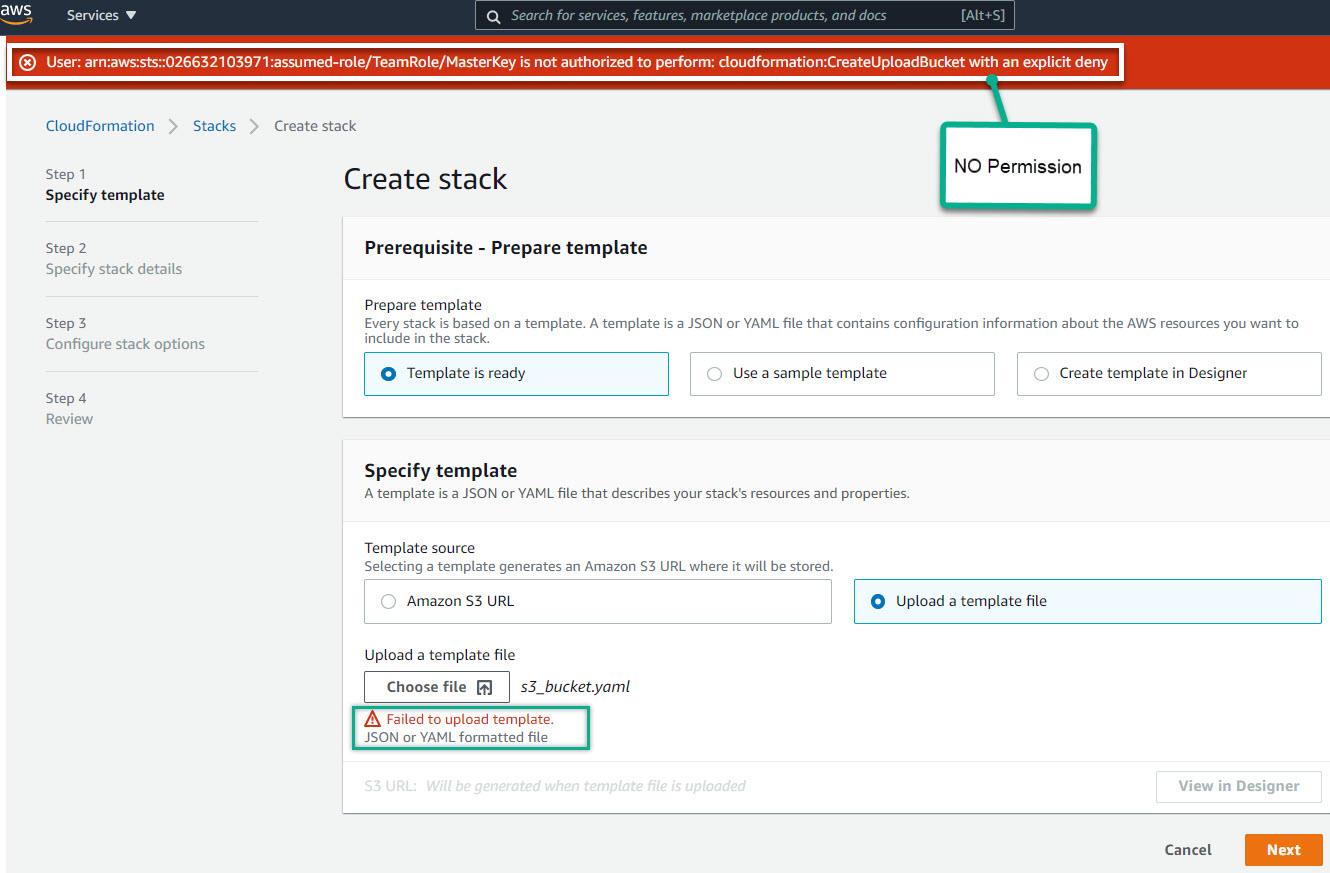 aws
Services ▼
Search for services, features, marketplace products, and docs
[Alt+S]
User: arn:aws:sts::026632103971:assumed-role/TeamRole/MasterKey is not authorized to perform: cloudformation:CreateUploadBucket with an explicit deny
NO Permission
CloudFormation
Stacks
Create stack
Step 1
Specify template
Step 2
Specify stack details
Step 3
Configure stack options
Step 4
Review
Create stack
Prerequisite - Prepare template
Prepare template
Every stack is based on a template. A template is a JSON or YAML file that contains configuration information about the AWS resources you want to
include in the stack.
Template is ready
Use a sample template
Create template in Designer
Specify template
A template is a JSON or YAML file that describes your stack's resources and properties.
Template source
Selecting a template generates an Amazon S3 URL where it will be stored.
Amazon S3 URL
Upload a template file
Upload a template file
Choose file
s3_bucket.yaml
Failed to upload template.
JSON or YAML formatted file
S3 URL: Will be generated when template file is uploaded
View in Designer
Cancel
Next